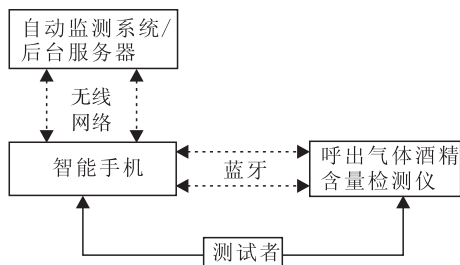 自动监测系统/
后台服务器
无线
网络
智能手机
蓝牙
呼出气体酒精
含量检测仪
测试者